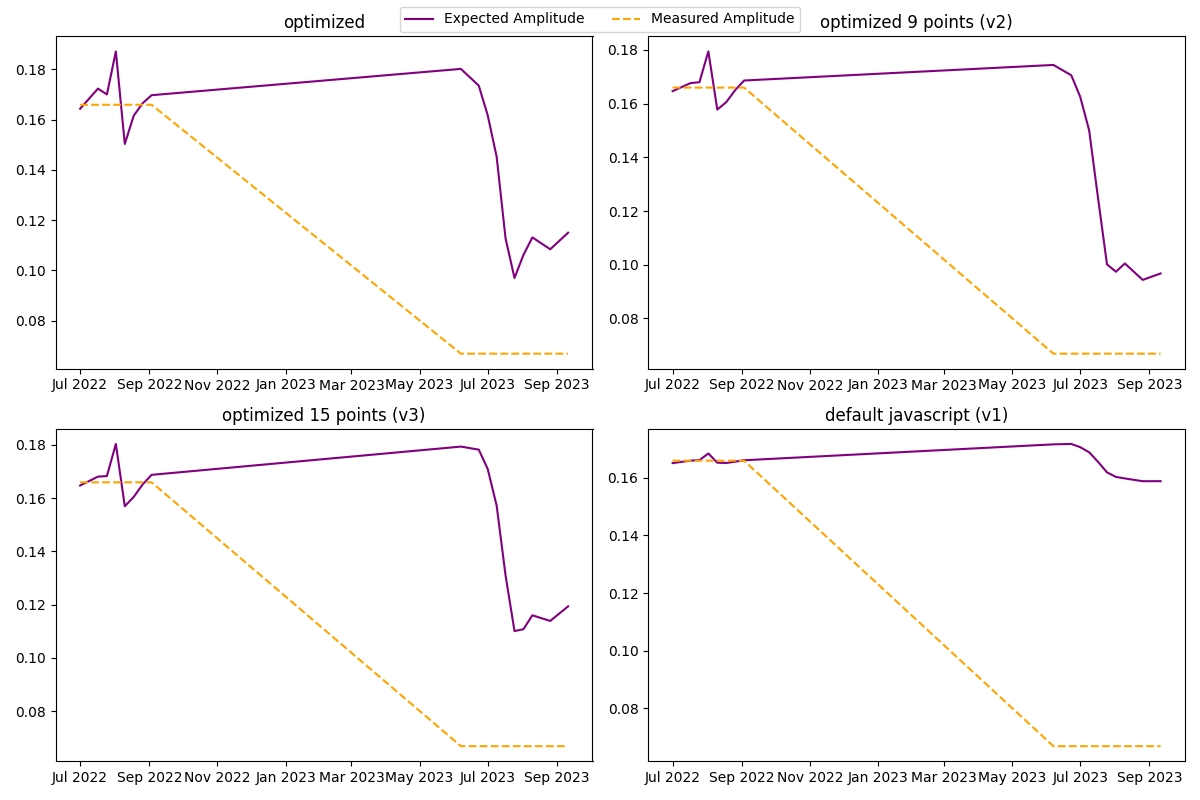 Expected Amplitude
Measured Amplitude
optimized
0.18
0.16
0.14
0.12
0.10
0.08
Jul 2022
Sep 2022
Nov 2022
Jan 2023
Mar 2023
May 2023
Jul 2023
Sep 2023
optimized 9 points (v2)
0.18
0.16
0.14
0.12
0.10
0.08
Jul 2022
Sep 2022
Nov 2022
Jan 2023
Mar 2023
May 2023
Jul 2023
Sep 2023
optimized 15 points (v3)
0.18
0.16
0.14
0.12
0.10
0.08
Jul 2022
Sep 2022
Nov 2022
Jan 2023
Mar 2023
May 2023
Jul 2023
Sep 2023
default javascript (v1)
0.16
0.14
0.12
0.10
0.08
Jul 2022
Sep 2022
Nov 2022
Jan 2023
Mar 2023
May 2023
Jul 2023
Sep 2023